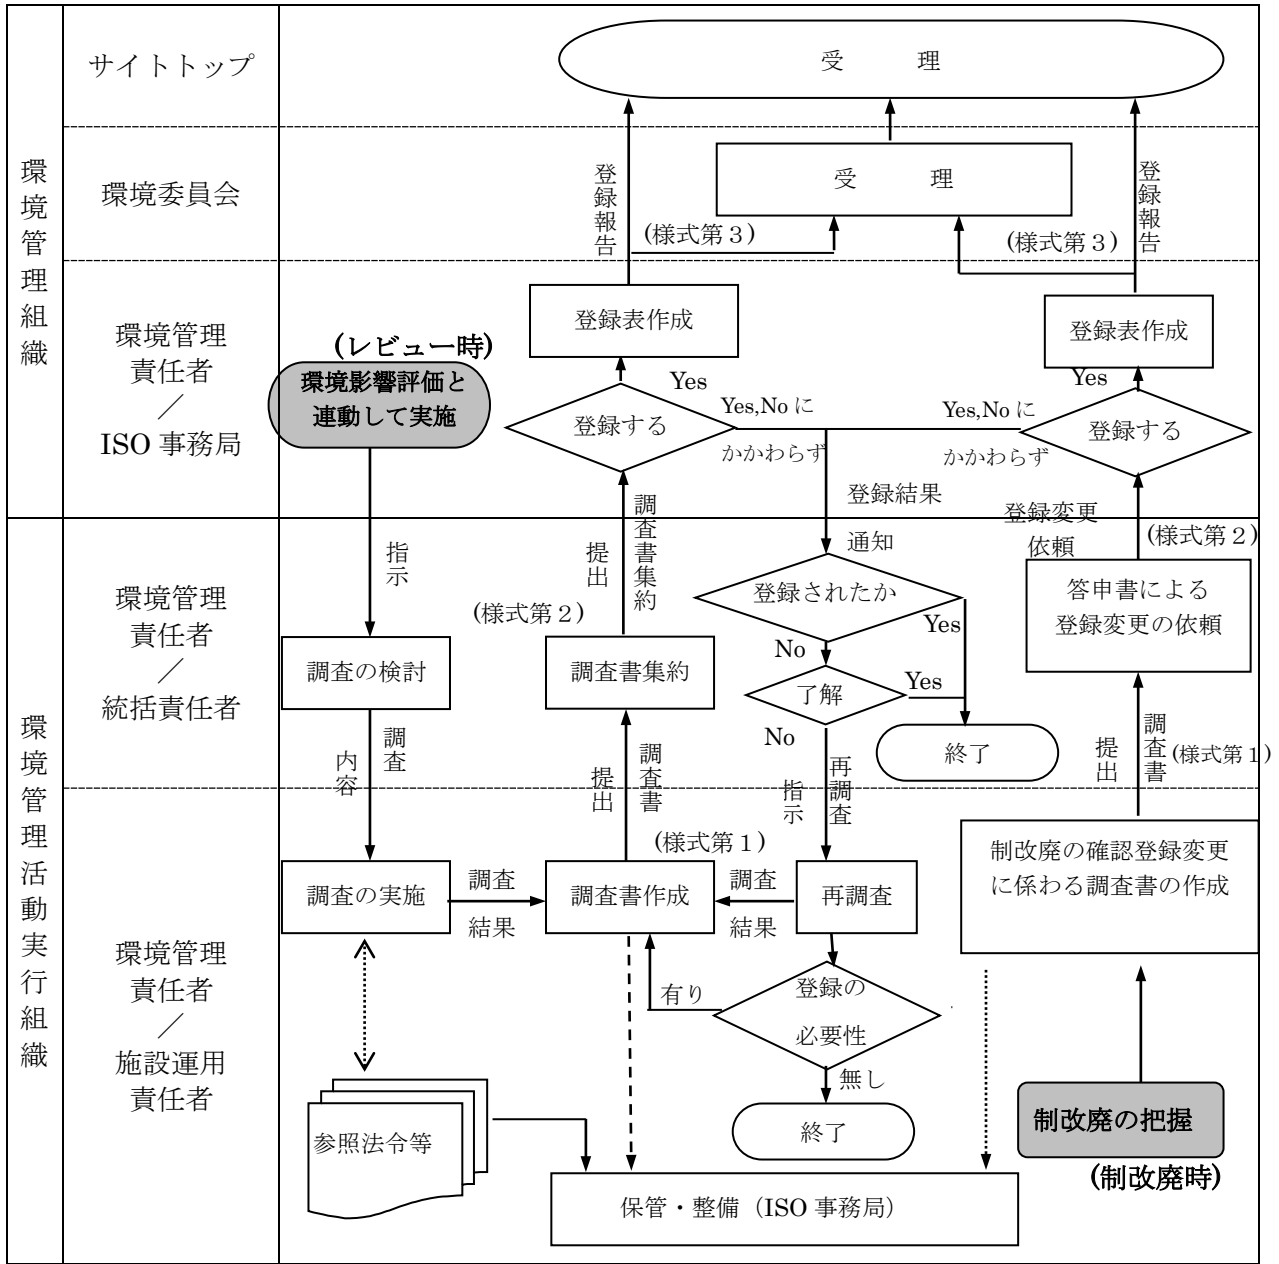 環境管理組織
サイトトップ
受　　　理
環境委員会
受　　　理
登録報告
(様式第３)
(様式第３)
登録報告
環境管理
責任者
／
ISO 事務局
(レビュー時)
環境影響評価と
連動して実施
登録表作成
登録表作成
Yes
Yes
登録する
Yes,No に
かかわらず
Yes,No に
かかわらず
登録する
登録結果
通知
登録変更
依頼
(様式第２)
環境管理活動実行組織
環境管理
責任者
／
統括責任者
指示
提出
調査書集約
(様式第２)
登録されたか
Yes
No
答申書による
登録変更の依頼
調査の検討
調査書集約
了解
Yes
No
終了
調査
内容
提出
調査書
指示
再調査
提出
調査書
(様式第１)
環境管理
責任者
／
施設運用
責任者
(様式第１)
調査の実施
調査
結果
調査書作成
調査
結果
再調査
制改廃の確認登録変更
に係わる調査書の作成
有り
登録の
必要性
無し
終了
参照法令等
制改廃の把握
(制改廃時)
保管・整備（ISO 事務局）